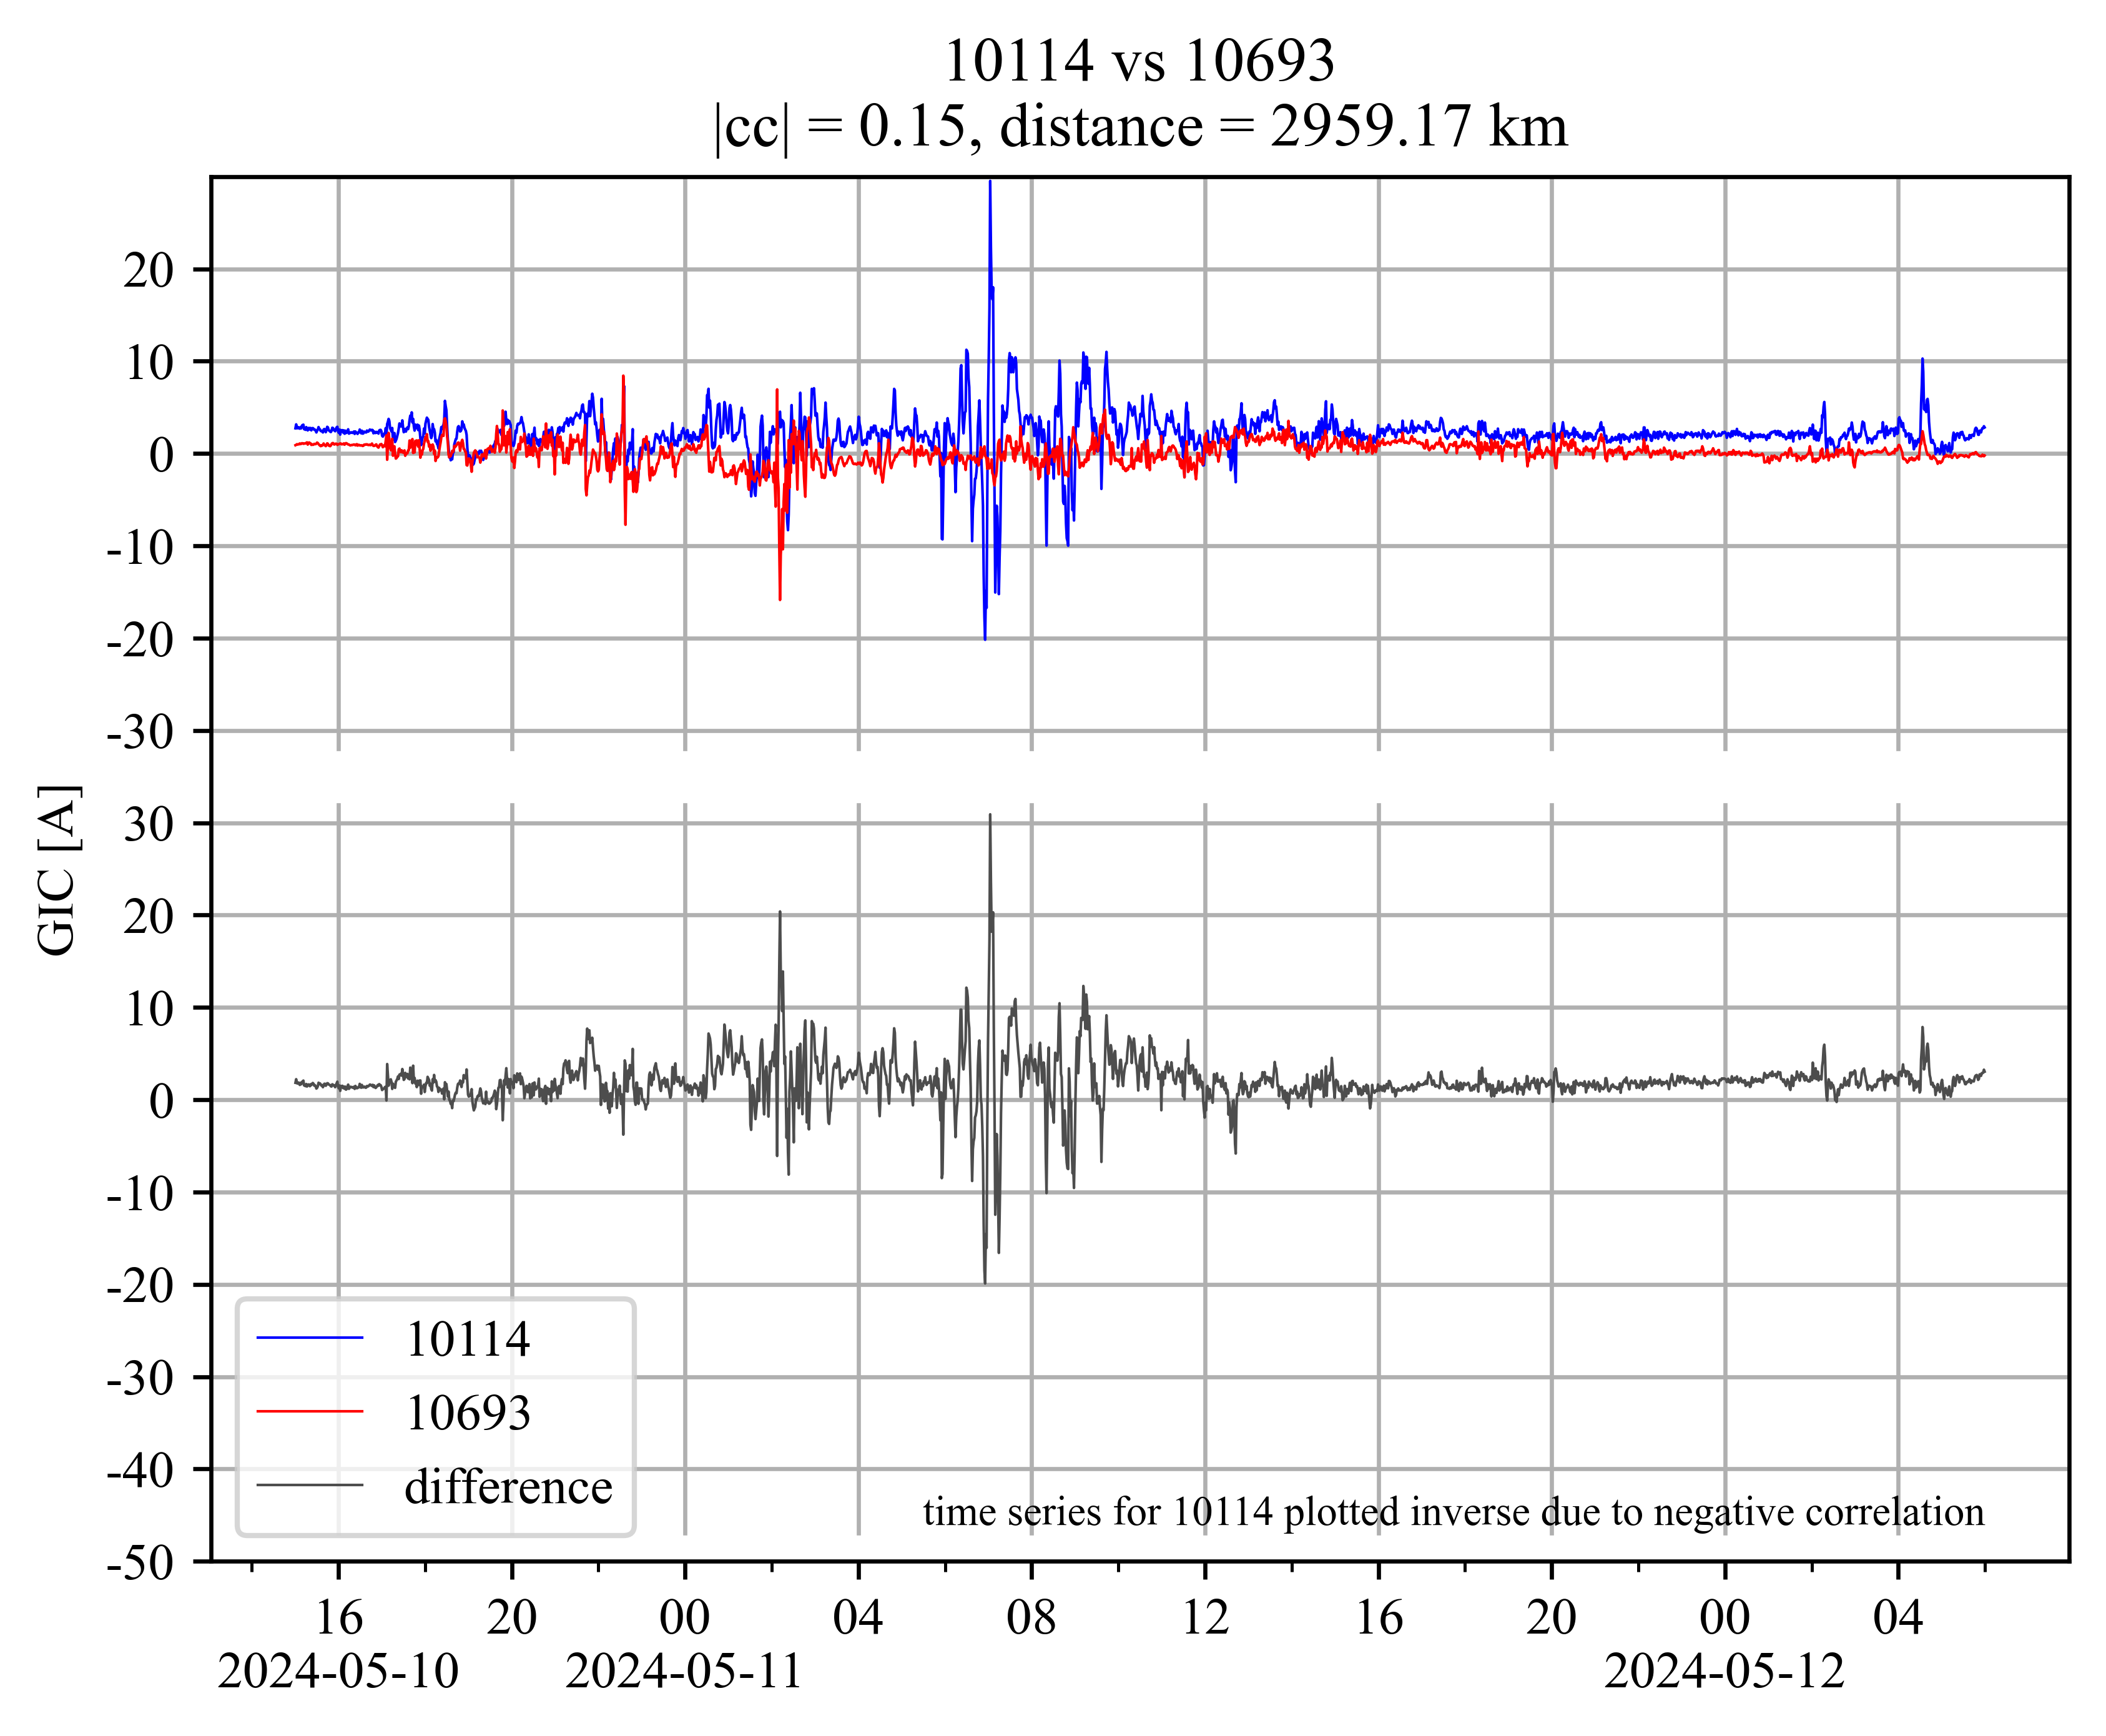 10114 vs 10693
|cc| = 0.15, distance = 2959.17 km
GIC [A]
20
10
0
-10
-20
-30
30
20
10
0
-10
-20
-30
-40
-50
10114
10693
difference
time series for 10114 plotted inverse due to negative correlation
16 20 00 04 08 12 16 20 00 04
2024-05-10 2024-05-11 2024-05-12